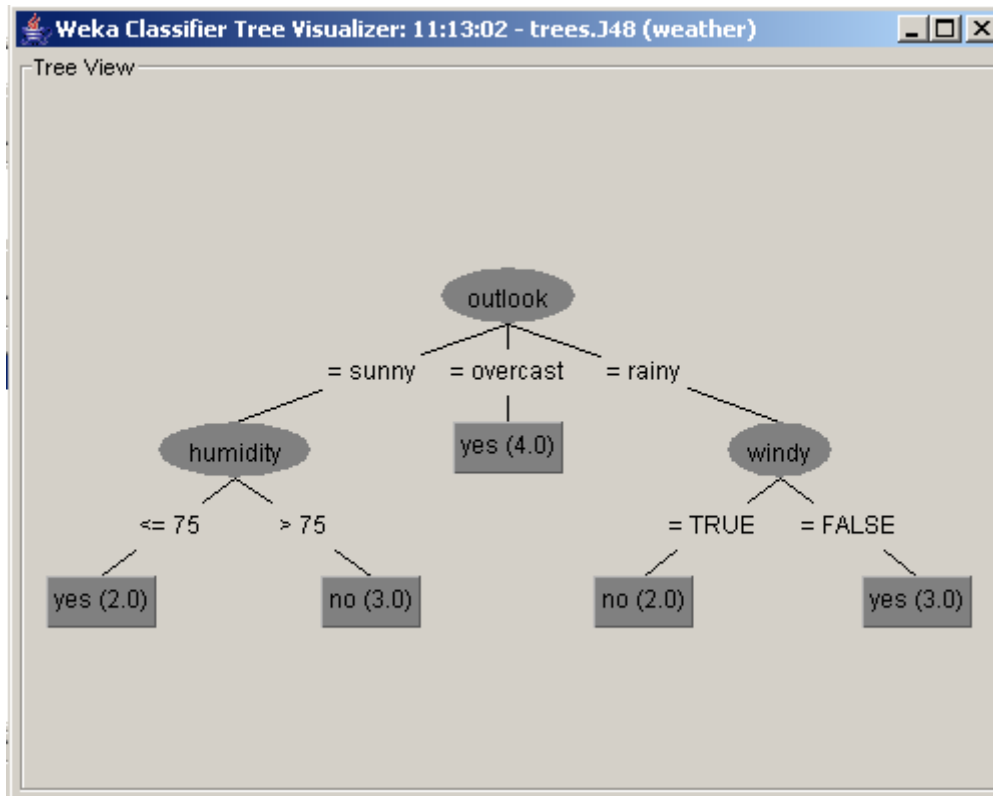 Weka Classifier Tree Visualizer: 11:13:02 - trees.J48 (weather)
Tree View
outlook
= sunny = overcast = rainy
humidity yes (4.0) windy
<= 75 > 75 = TRUE = FALSE
yes (2.0) no (3.0) no (2.0) yes (3.0)